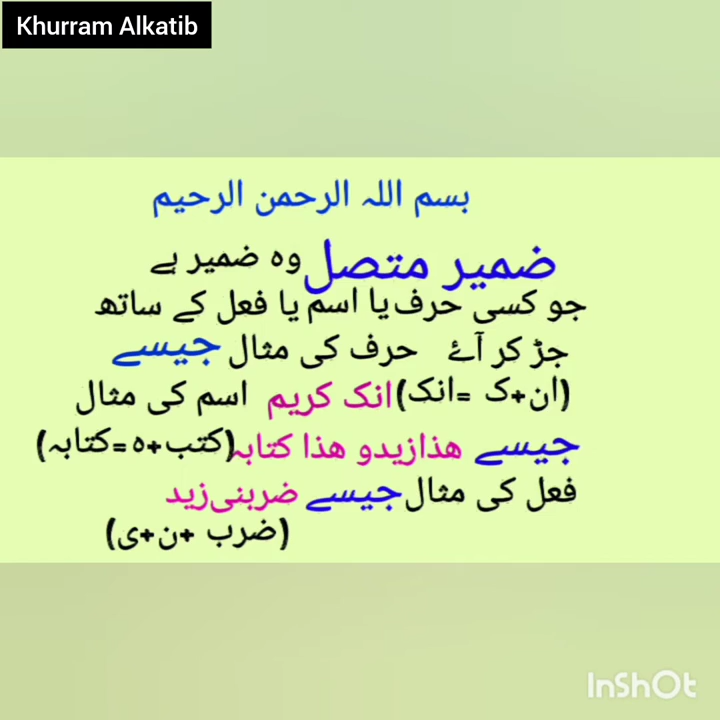 Khurram Alkatib
بسم اللہ الرحمن الرحیم
ضمیر متصل وہ ضمیر ہے
جو کسی حرف یا اسم یا فعل کے ساتھ
جڑ کر آۓ حرف کی مثال جیسے
(ان+ک =انک) انک کریم اسم کی مثال
جیسے ھذازیدو ھذا کتابہ (کتب+ہ=کتابہ)
فعل کی مثال جیسے ضربنی زید
(ضرب +ن+ی)
InShOt